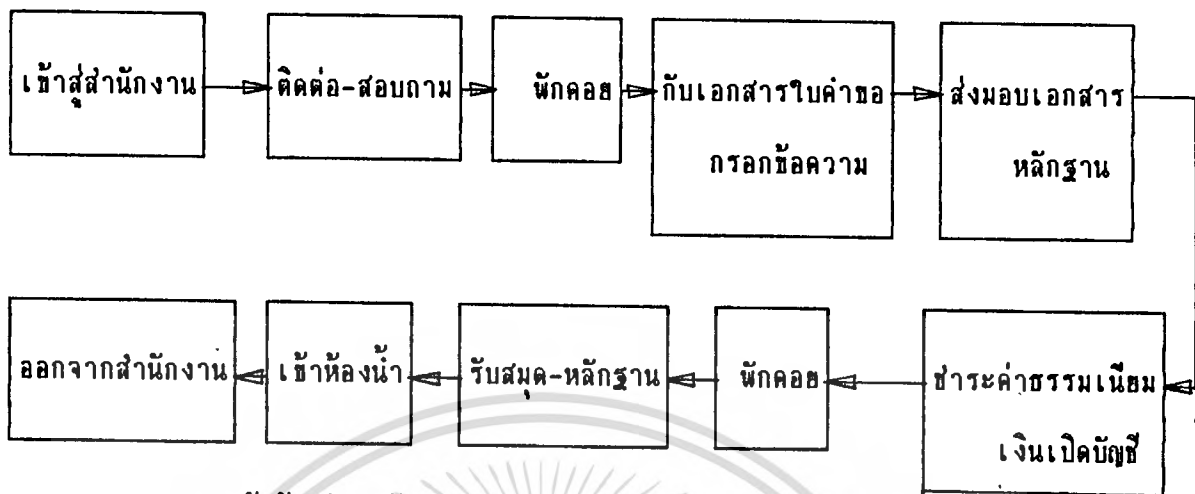 เข้าสู่สำนักงาน
ติดต่อ-สอบถาม
พักคอย
กับเอกสารใบคำขอ
กรอกข้อความ
ส่งมอบเอกสาร
หลักฐาน
ชำระค่าธรรมเนียม
เงินเปิดบัญชี
พักคอย
รับสมุด-หลักฐาน
เข้าห้องน้ำ
ออกจากสำนักงาน